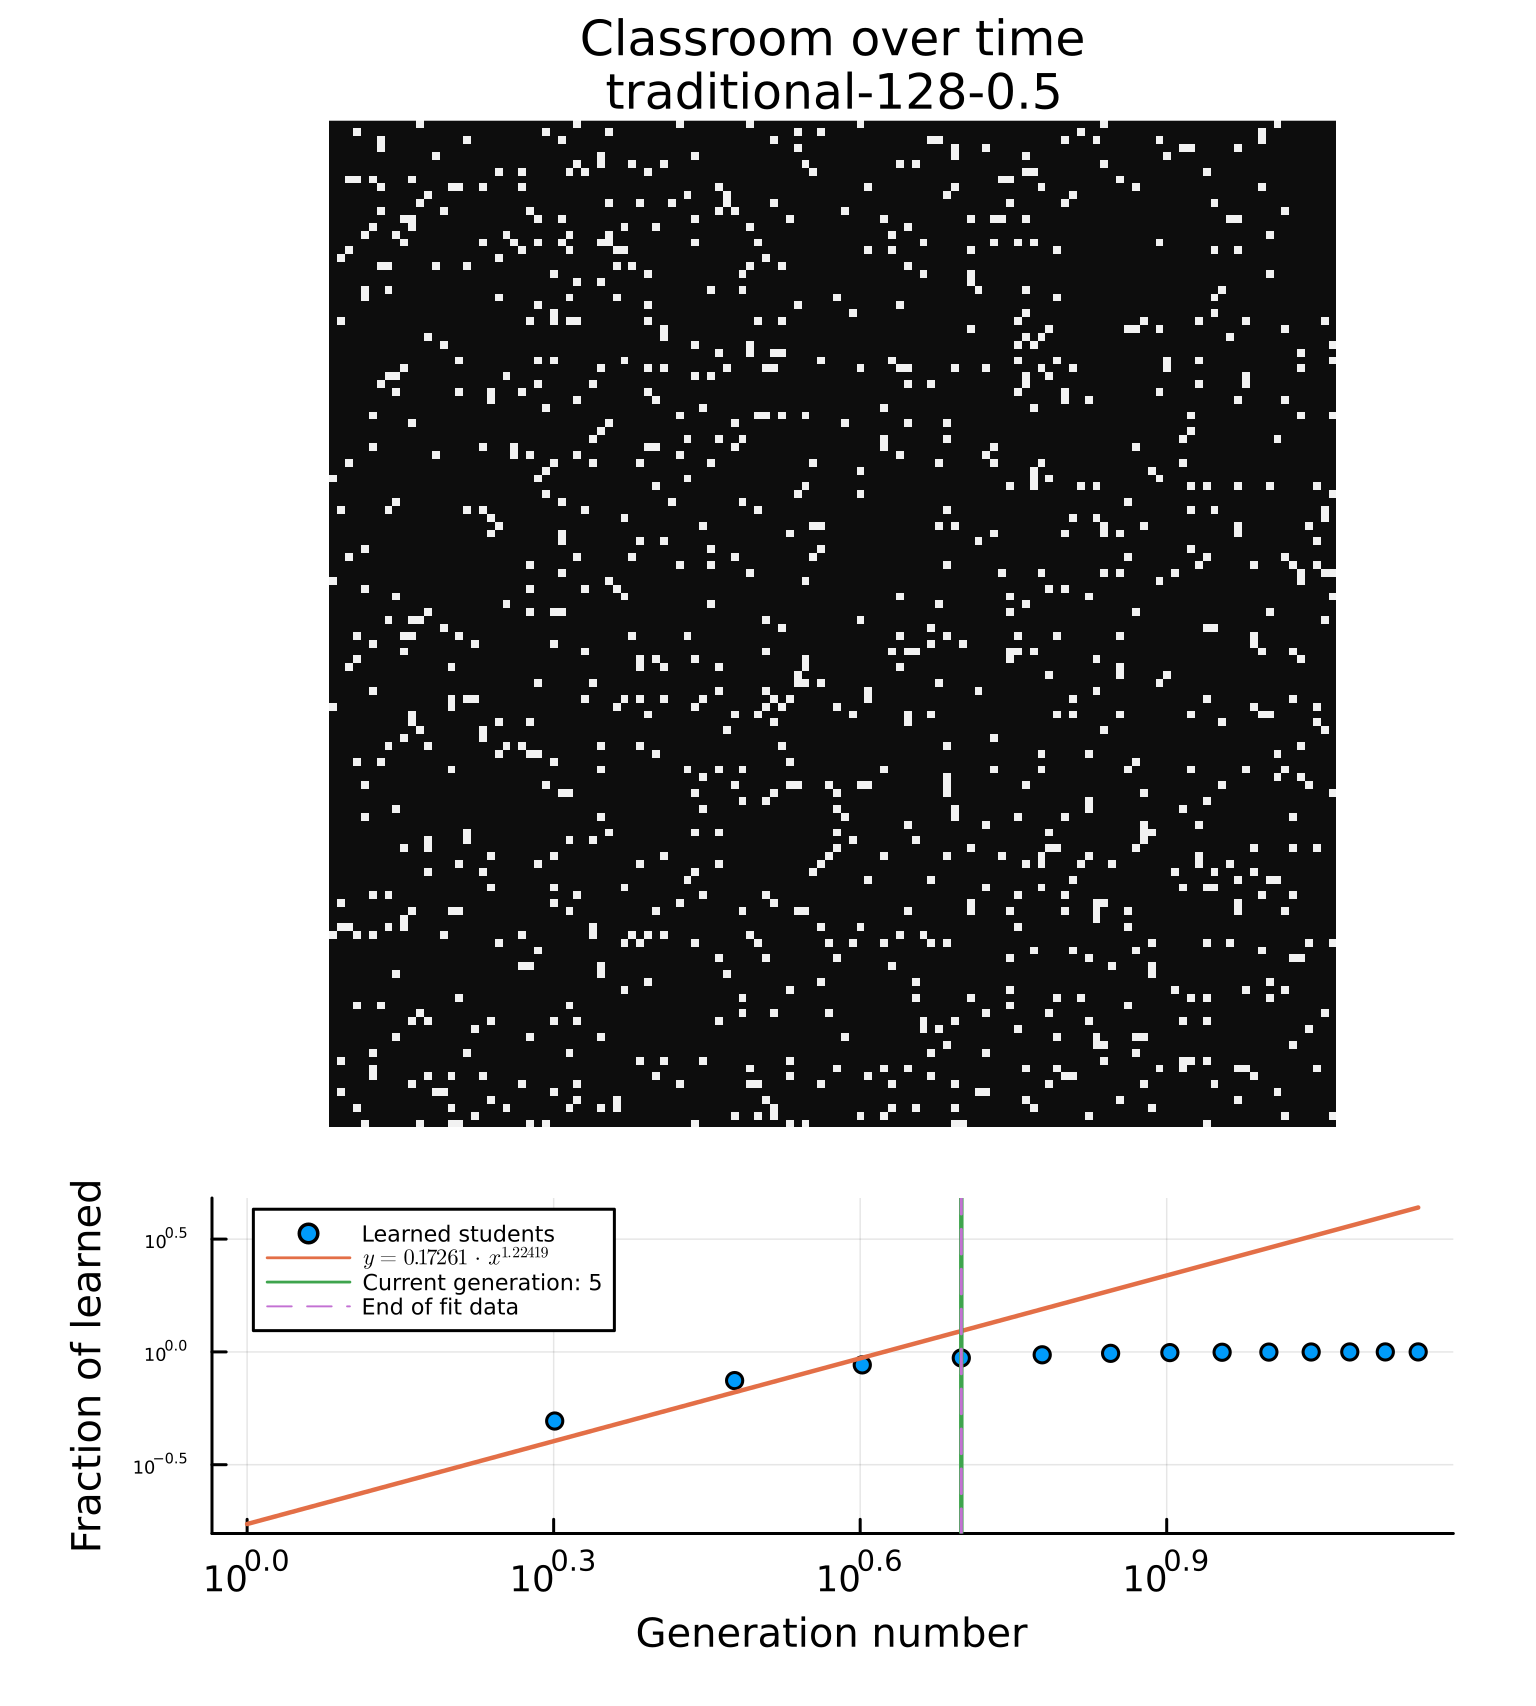 Classroom over time
traditional-128-0.5
Fraction of learned
10^0.5
10^0.0
10^−0.5
Learned students
y = 0.17261 · x^1.22419
Current generation: 5
End of fit data
10^0.0 10^0.3 10^0.6 10^0.9
Generation number